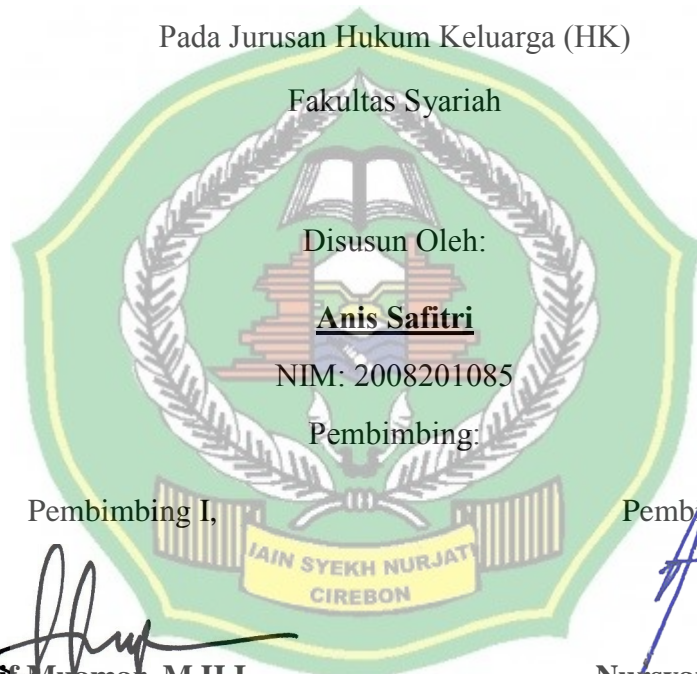 Pada Jurusan Hukum Keluarga (HK)
Fakultas Syariah
Disusun Oleh:
Anis Safitri
NIM: 2008201085
Pembimbing:
Pembimbing I,
IAIN SYEKH NURJATI
CIREBON
M.H.I